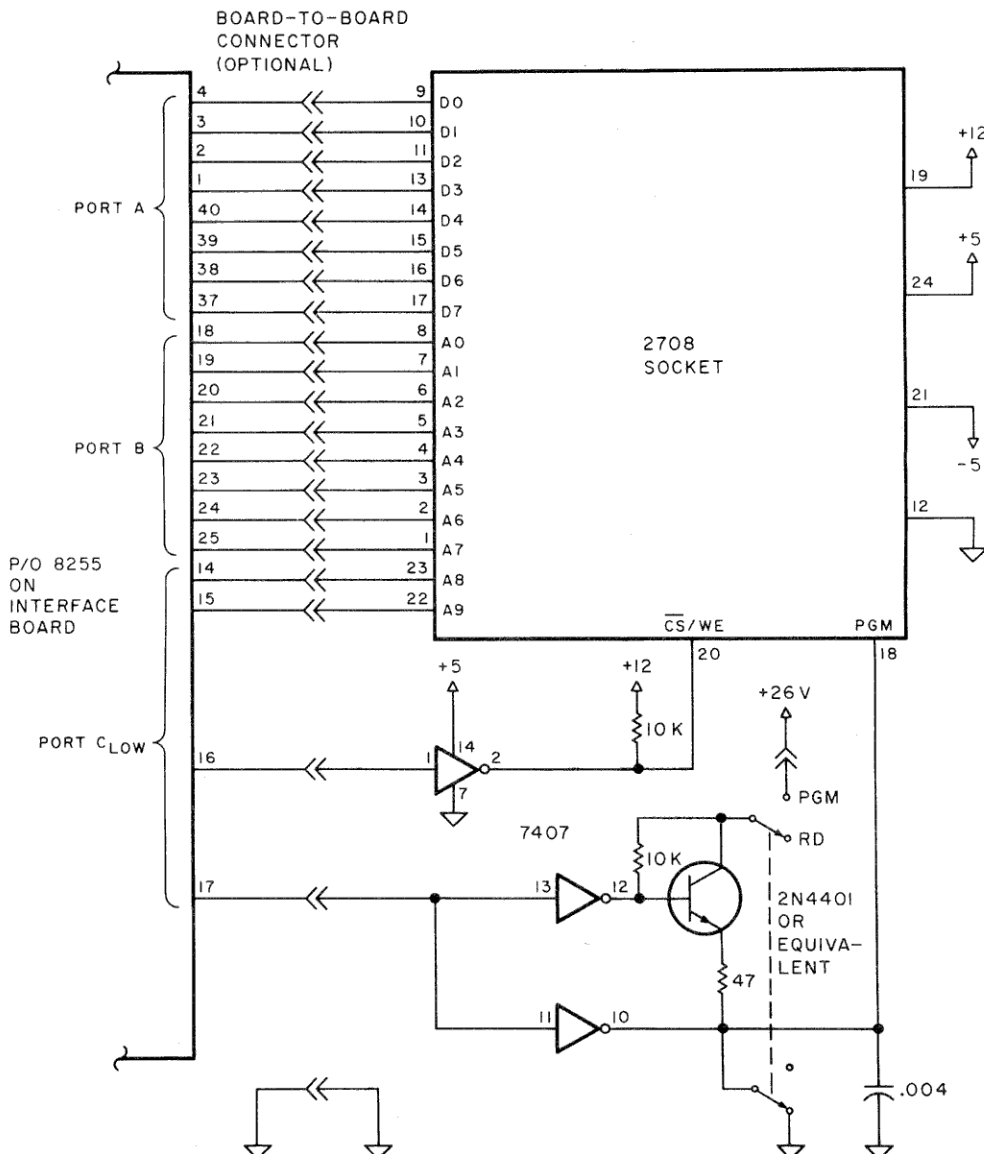 BOARD-TO-BOARD
CONNECTOR
(OPTIONAL)
4 9 D0
3 10 D1
2 11 D2
1 13 D3
40 14 D4
39 15 D5
38 16 D6
37 17 D7
PORT A
18 8 A0
19 7 A1
20 6 A2
21 5 A3
22 4 A4
23 3 A5
24 2 A6
25 1 A7
PORT B
14 23 A8
15 22 A9
P/O 8255
ON
INTERFACE
BOARD
PORT CLOW
2708
SOCKET
+12
19
+5
24
21
-5
12
CS/WE
20
PGM
18
+5
+12
+26V
10K
16
1
14
2
7
PGM
RD
7407
10K
17
13
12
2N4401
OR
EQUIVA-
LENT
47
11
10
.004